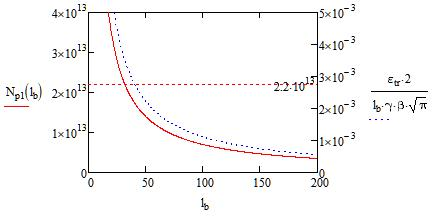 4×10¹³
3×10¹³
2×10¹³
1×10¹³
0
N_p1(l_b)
0 50 100 150 200
l_b
5×10⁻³
4×10⁻³
3×10⁻³
2×10⁻³
1×10⁻³
0
2.2·10¹³
ε_tr·2
l_b·γ·β·√π